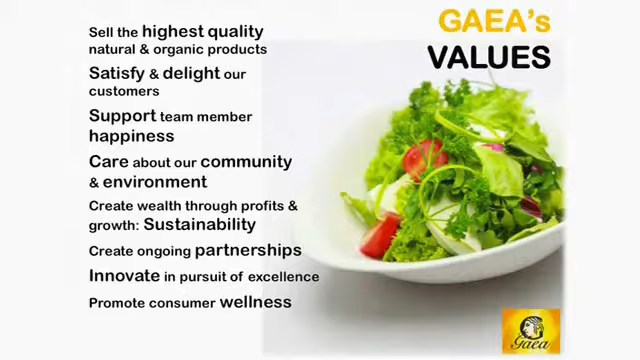 GAEA's
VALUES
Sell the highest quality
natural & organic products
Satisfy & delight our
customers
Support team member
happiness
Care about our community
& environment
Create wealth through profits &
growth: Sustainability
Create ongoing partnerships
Innovate in pursuit of excellence
Promote consumer wellness
Gaea